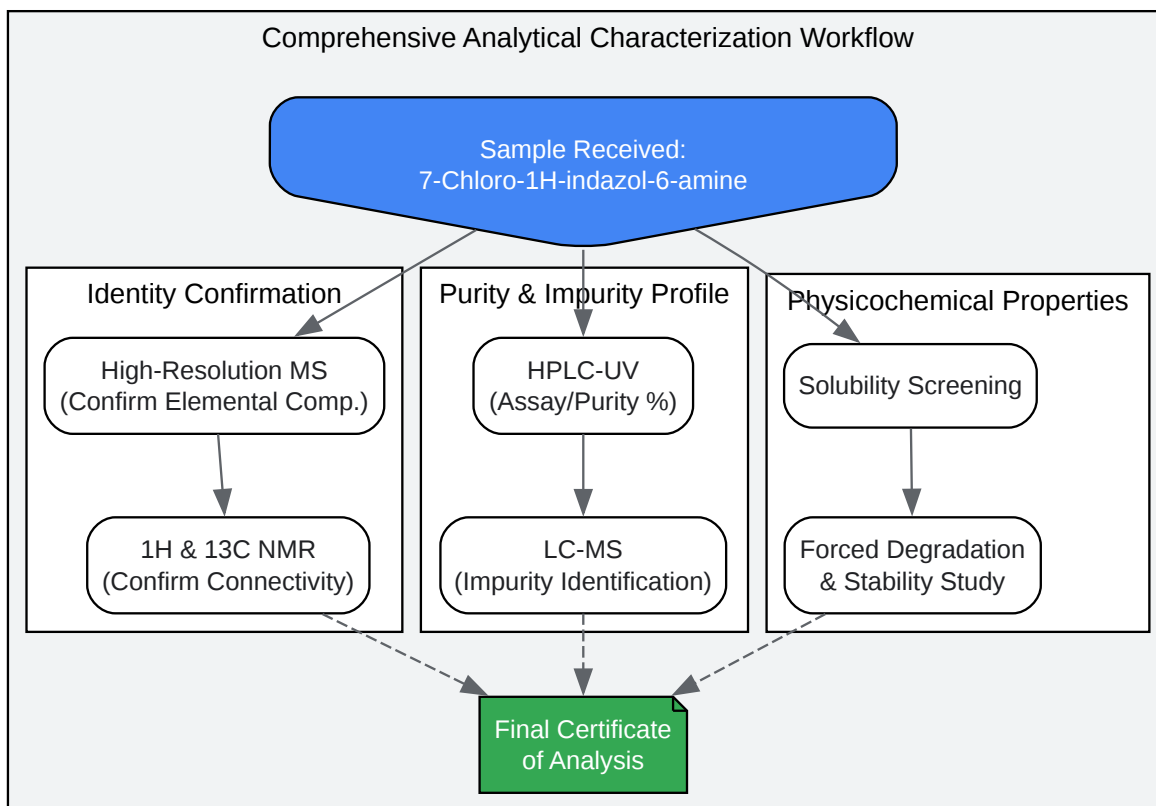 Comprehensive Analytical Characterization Workflow
Sample Received:
7-Chloro-1H-indazol-6-amine
Identity Confirmation
High-Resolution MS
(Confirm Elemental Comp.)
1H & 13C NMR
(Confirm Connectivity)
Purity & Impurity Profile
HPLC-UV
(Assay/Purity %)
LC-MS
(Impurity Identification)
Physicochemical Properties
Solubility Screening
Forced Degradation
& Stability Study
Final Certificate
of Analysis